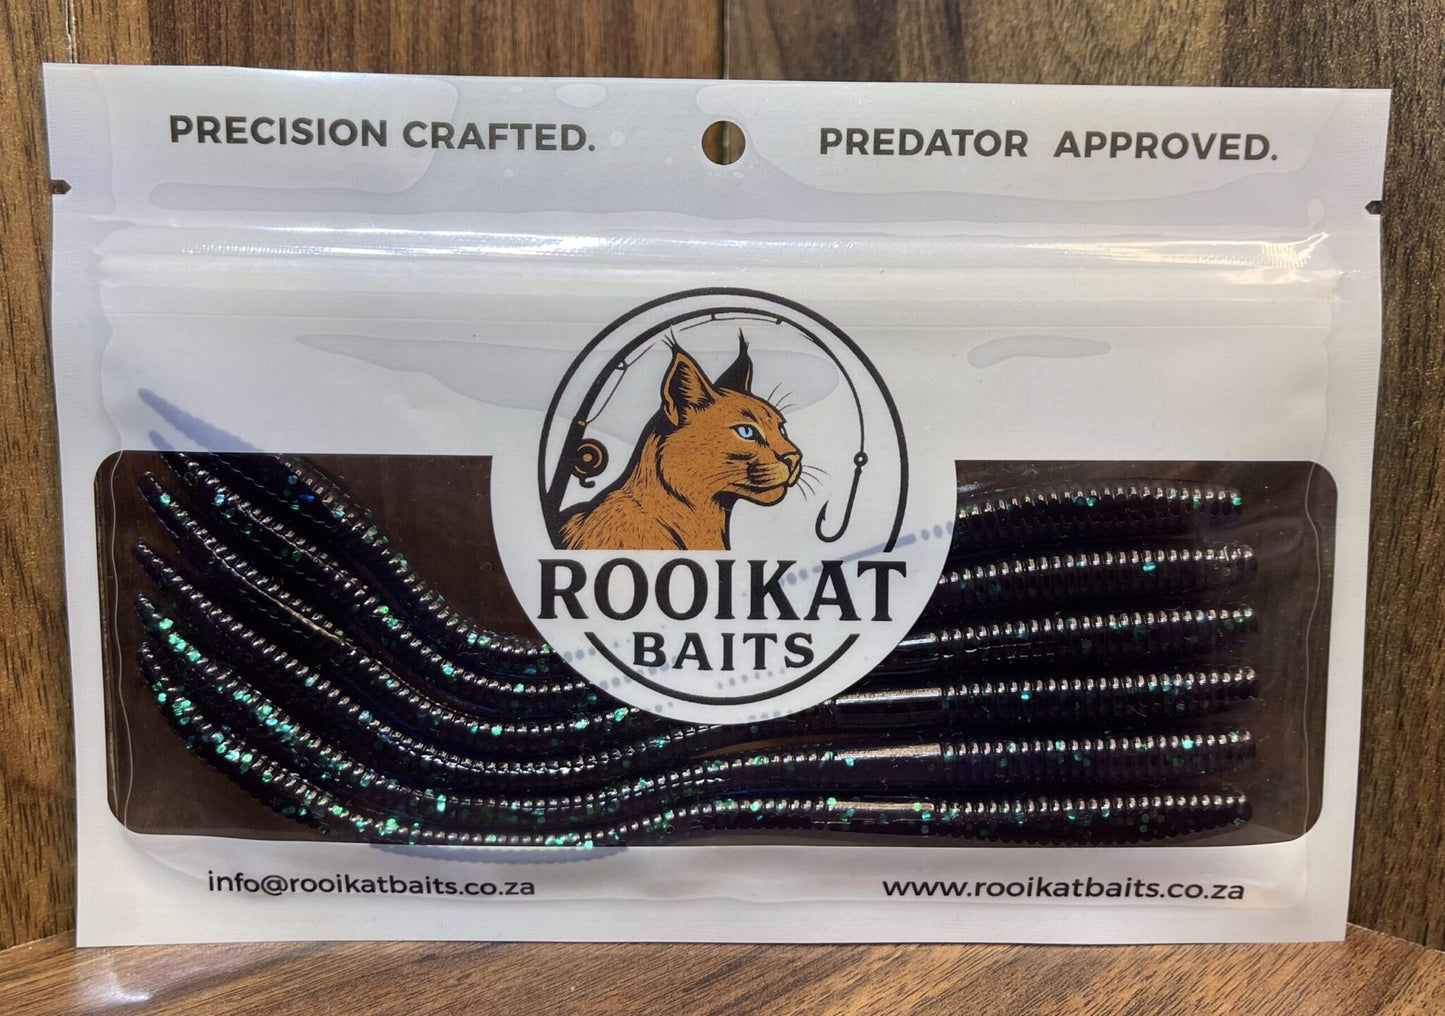 PRECISION CRAFTED.
PREDATOR APPROVED.
ROOIKAT
BAITS
info@rooikatbaits.co.za
www.rooikatbaits.co.za